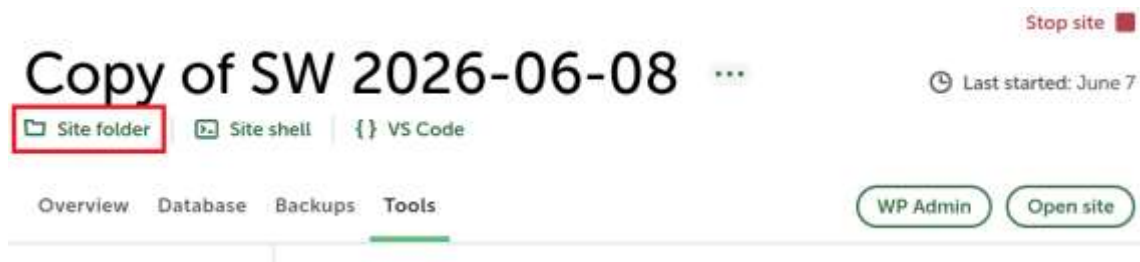 Stop site
Copy of SW 2026-06-08 ...
Last started: June 7
Site folder Site shell {} VS Code
Overview Database Backups Tools WP Admin Open site